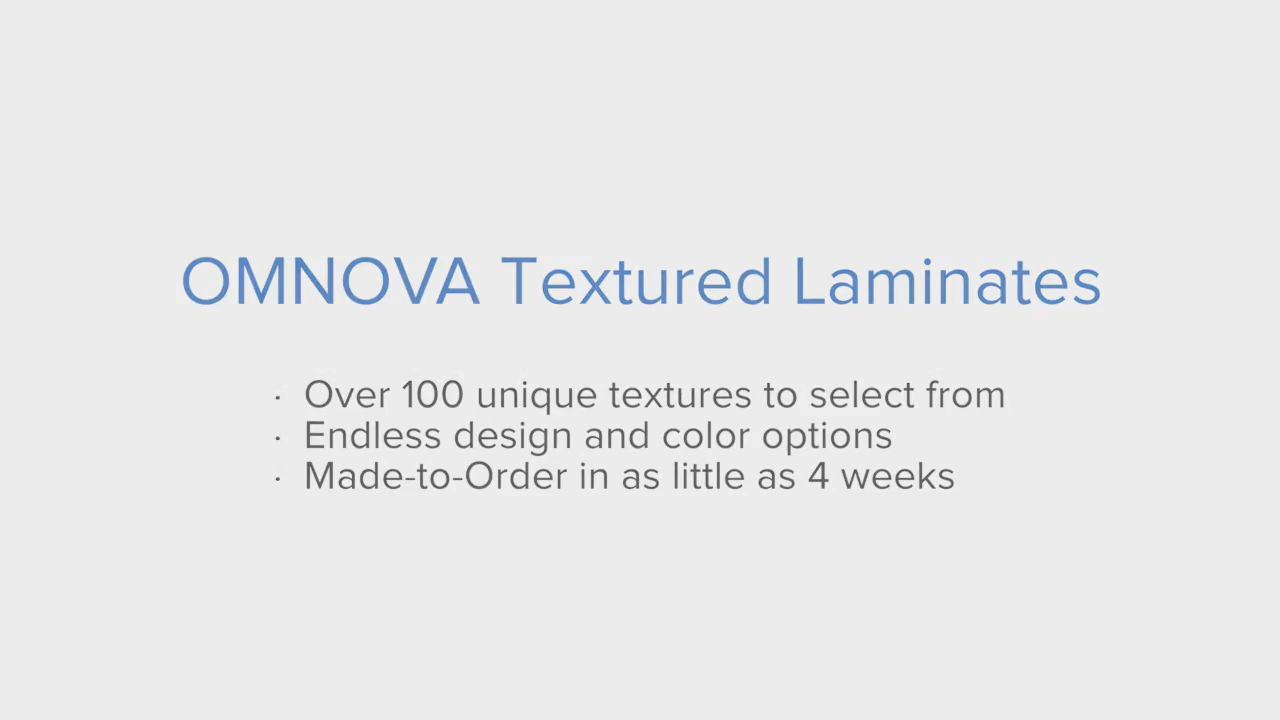 OMNOVA Textured Laminates
· Over 100 unique textures to select from
· Endless design and color options
· Made-to-Order in as little as 4 weeks